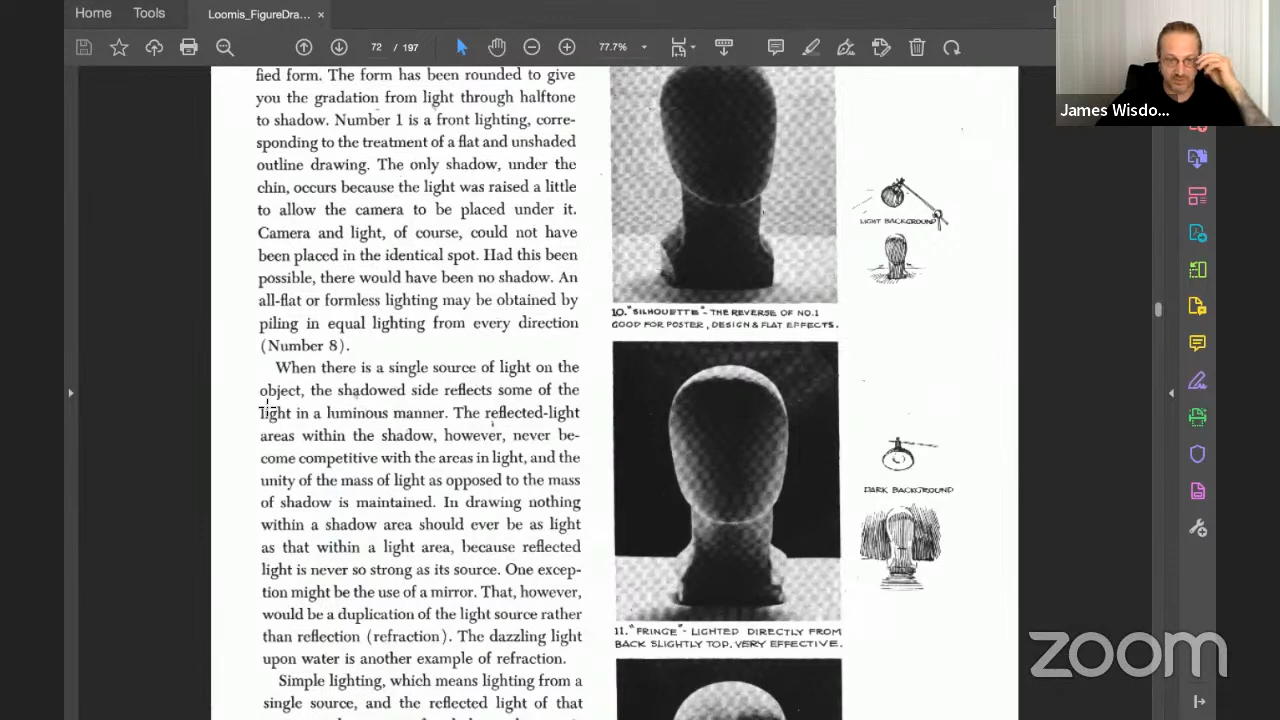 Home
Tools
Loomis_FigureDra...
×
72 / 197
77.7%
James Wisdo...
fied form. The form has been rounded to give
you the gradation from light through halftone
to shadow. Number 1 is a front lighting, corre-
sponding to the treatment of a flat and unshaded
outline drawing. The only shadow, under the
chin, occurs because the light was raised a little
to allow the camera to be placed under it.
Camera and light, of course, could not have
been placed in the identical spot. Had this been
possible, there would have been no shadow. An
all-flat or formless lighting may be obtained by
piling in equal lighting from every direction
(Number 8).
When there is a single source of light on the
object, the shadowed side reflects some of the
light in a luminous manner. The reflected-light
areas within the shadow, however, never be-
come competitive with the areas in light, and the
unity of the mass of light as opposed to the mass
of shadow is maintained. In drawing nothing
within a shadow area should ever be as light
as that within a light area, because reflected
light is never so strong as its source. One excep-
tion might be the use of a mirror. That, however,
would be a duplication of the light source rather
than reflection (refraction). The dazzling light
upon water is another example of refraction.
Simple lighting, which means lighting from a
single source, and the reflected light of that
LIGHT BACKGROUND
10. "SILHOUETTE" - THE REVERSE OF NO.1
GOOD FOR POSTER, DESIGN & FLAT EFFECTS.
DARK BACKGROUND
11. "FRINGE" - LIGHTED DIRECTLY FROM
BACK SLIGHTLY TOP. VERY EFFECTIVE.
zoom